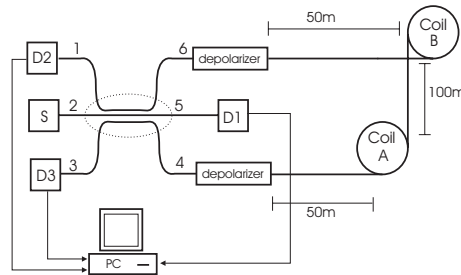 50m
Coil
B
D2
1
6
depolarizer
100m
S
2
5
D1
Coil
A
D3
3
4
depolarizer
50m
PC